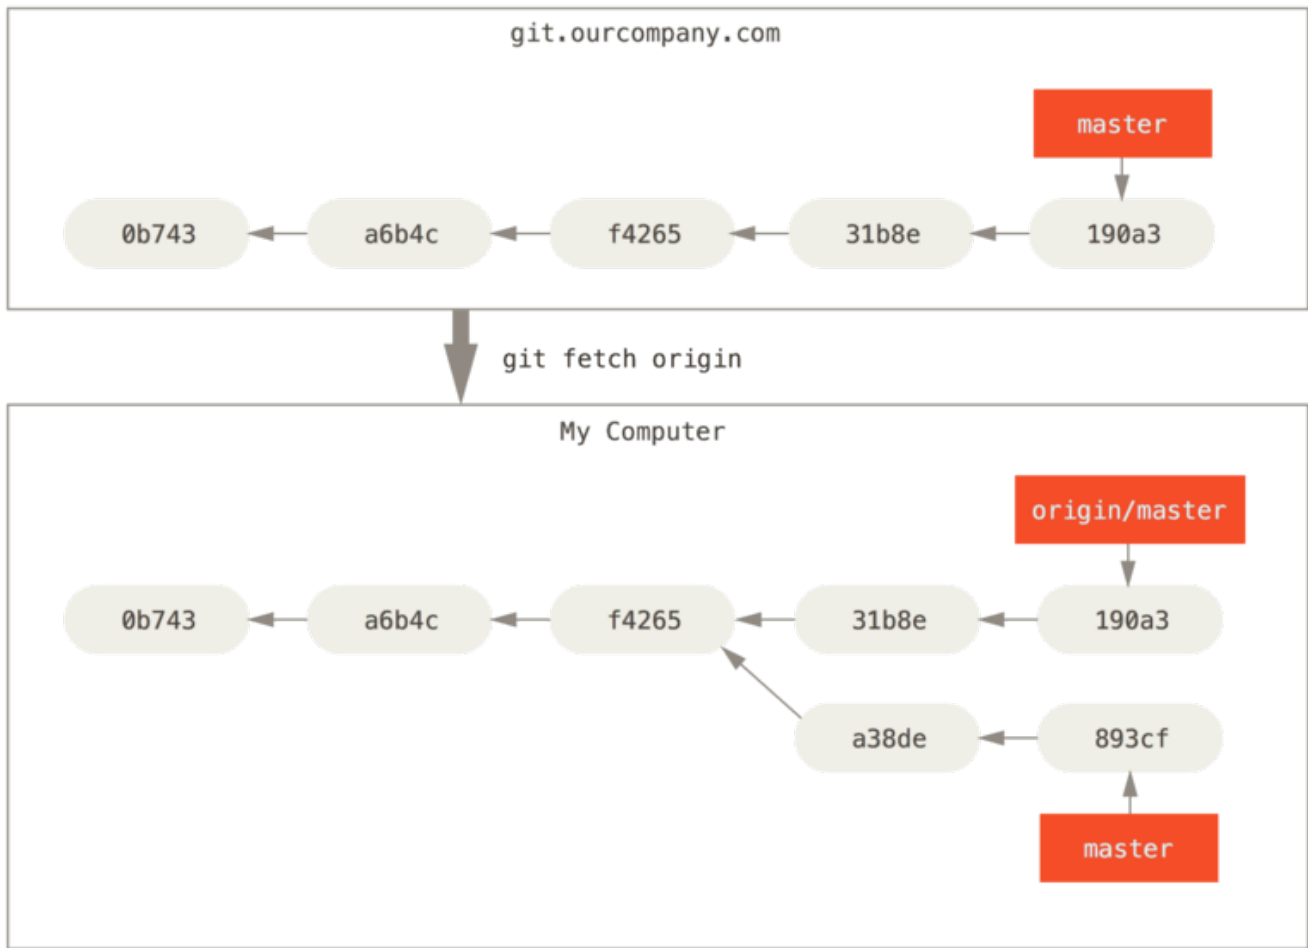 git.ourcompany.com
master
0b743 a6b4c f4265 31b8e 190a3
git fetch origin
My Computer
origin/master
0b743 a6b4c f4265 31b8e 190a3
a38de 893cf
master